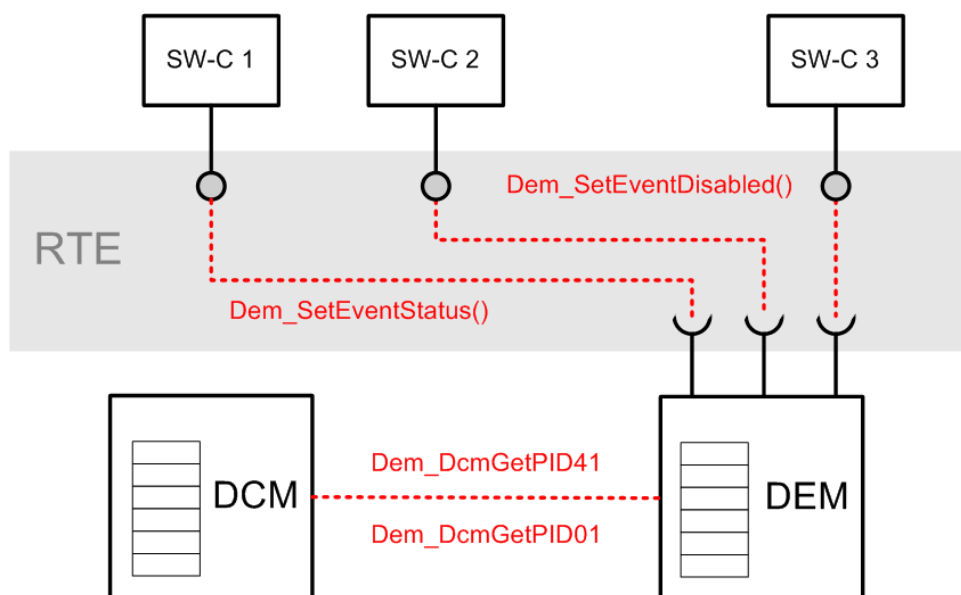 SW-C 1
SW-C 2
SW-C 3
Dem_SetEventDisabled()
RTE
Dem_SetEventStatus()
Dem_DcmGetPID41
DCM
DEM
Dem_DcmGetPID01